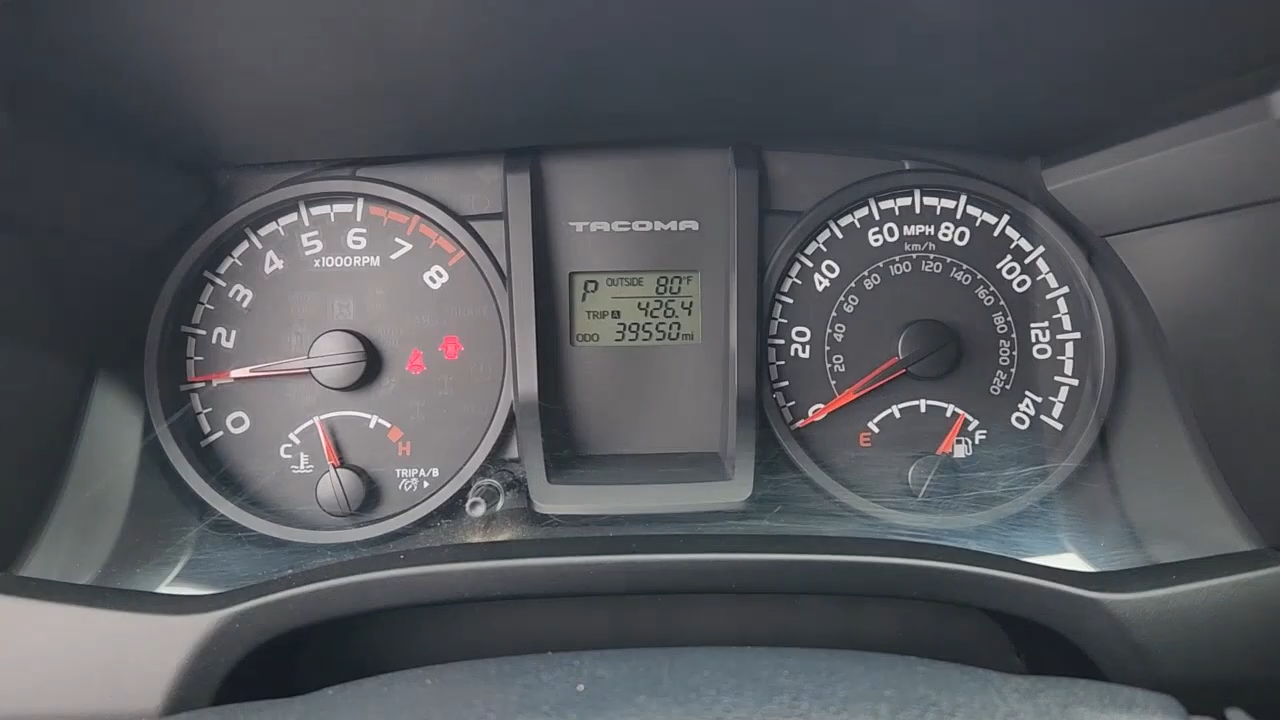 TACOMA
P OUTSIDE 80°F
TRIP A 426.4
ODO 39550 mi
0 1 2 3 4 5 6 7 8
x1000RPM
C H
TRIP A/B
0 20 40 60 MPH 80 100 120 140
km/h
20 40 60 80 100 120 140 160 180 200 220
E F